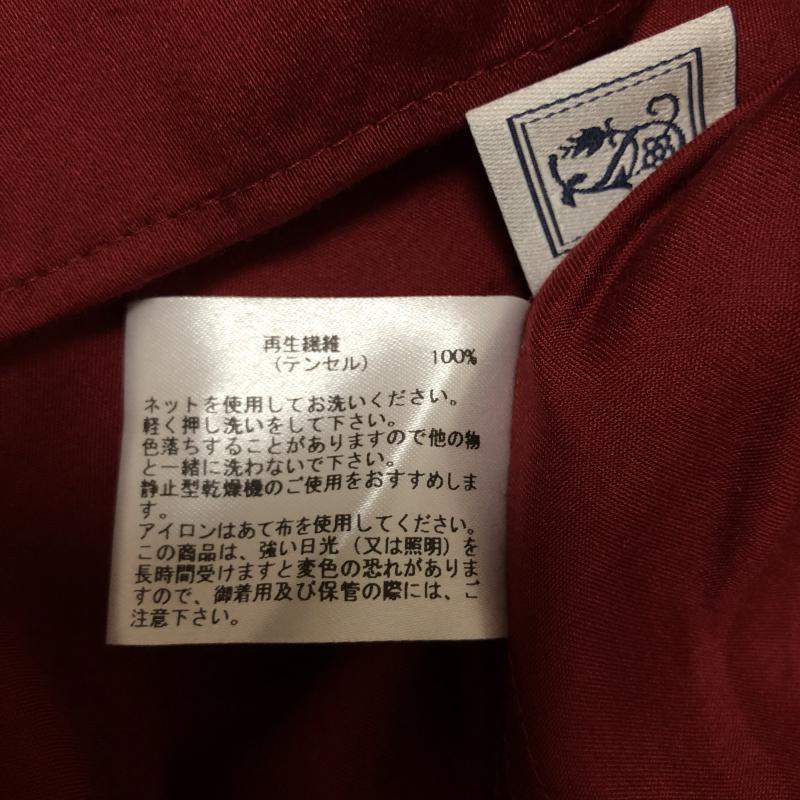 再生繊維
(テンセル) 100%
ネットを使用してお洗いください。
軽く押し洗いをして下さい。
色落ちすることがありますので他の物
と一緒に洗わないで下さい。
静止型乾燥機のご使用をおすすめしま
す。
アイロンはあて布を使用してください。
この商品は、強い日光(又は照明)を
長時間受けますと変色の恐れがありま
すので、御着用及び保管の際には、ご
注意下さい。